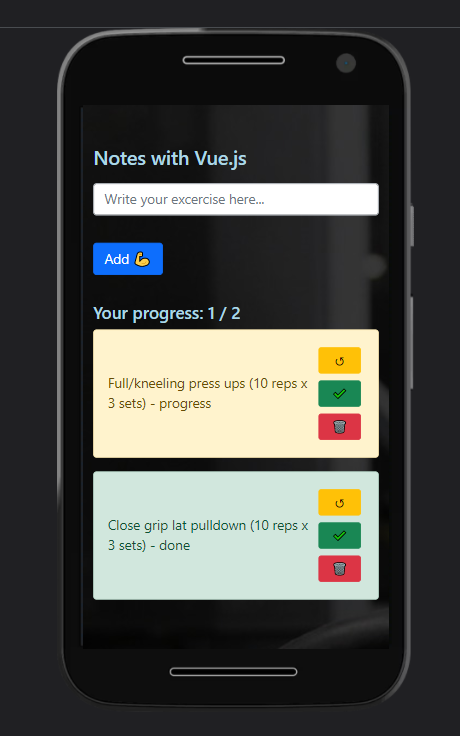 Notes with Vue.js
Write your excercise here...
Add 💪
Your progress: 1 / 2
Full/kneeling press ups (10 reps x
3 sets) - progress
↺
✔
🗑
Close grip lat pulldown (10 reps x
3 sets) - done
↺
✔
🗑